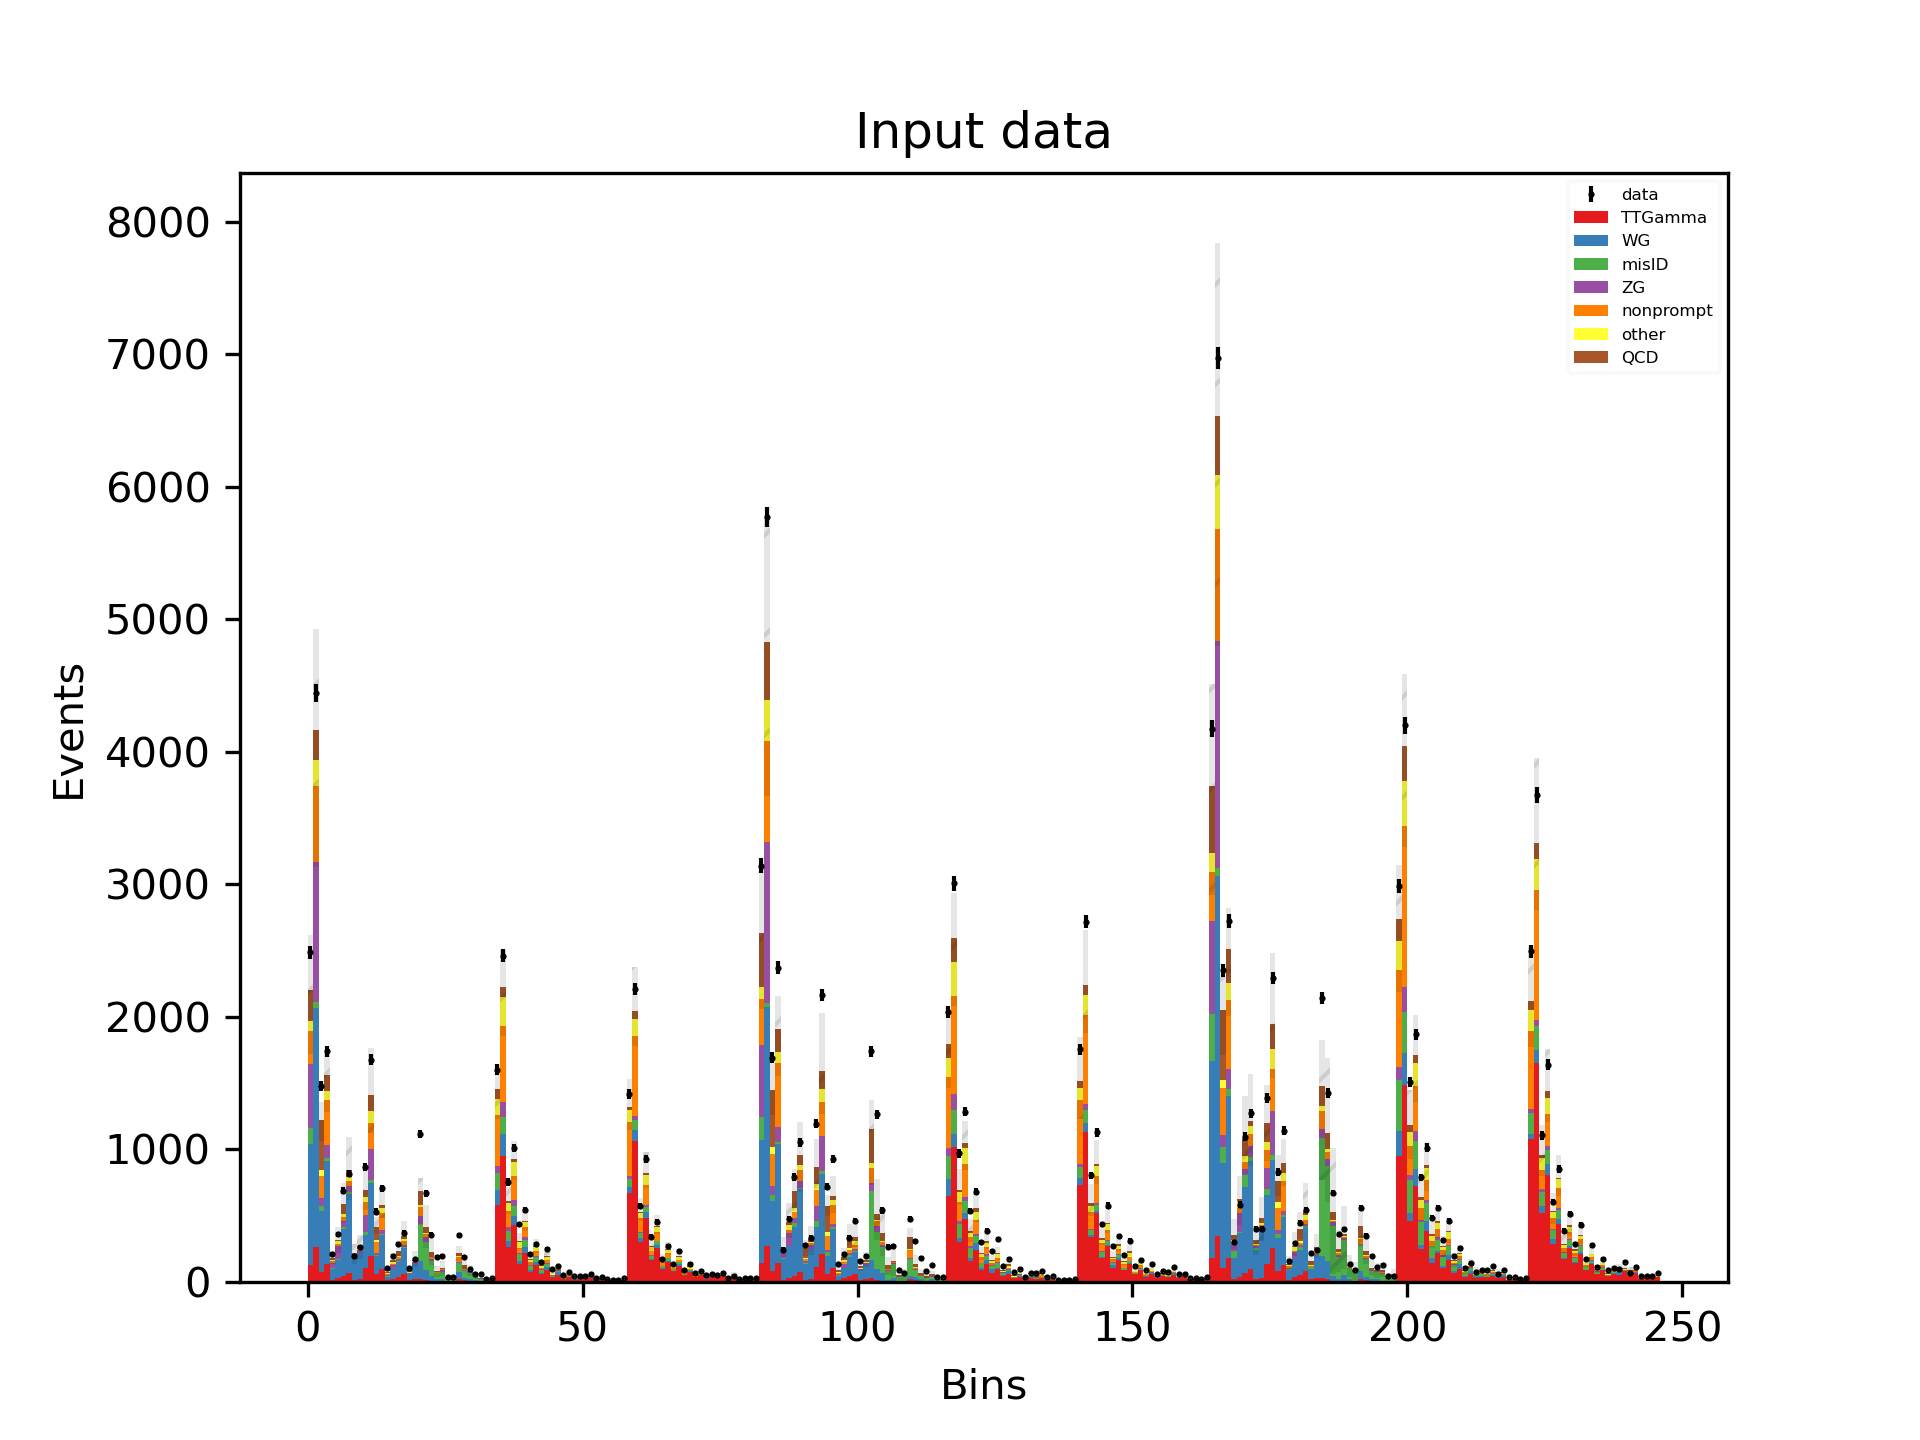 Input data
Events
8000
7000
6000
5000
4000
3000
2000
1000
0
data
TTGamma
WG
misID
ZG
nonprompt
other
QCD
0 50 100 150 200 250
Bins